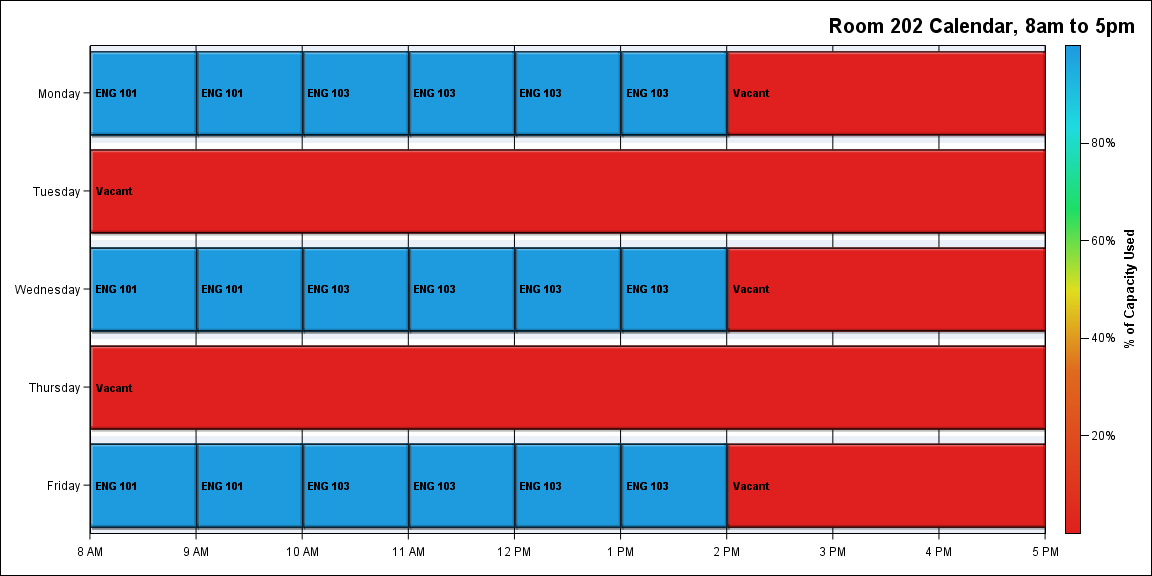 Room 202 Calendar, 8am to 5pm
Monday ENG 101 ENG 101 ENG 103 ENG 103 ENG 103 ENG 103 Vacant
Tuesday Vacant
Wednesday ENG 101 ENG 101 ENG 103 ENG 103 ENG 103 ENG 103 Vacant
Thursday Vacant
Friday ENG 101 ENG 101 ENG 103 ENG 103 ENG 103 ENG 103 Vacant
8 AM 9 AM 10 AM 11 AM 12 PM 1 PM 2 PM 3 PM 4 PM 5 PM
80%
60%
40%
20%
% of Capacity Used